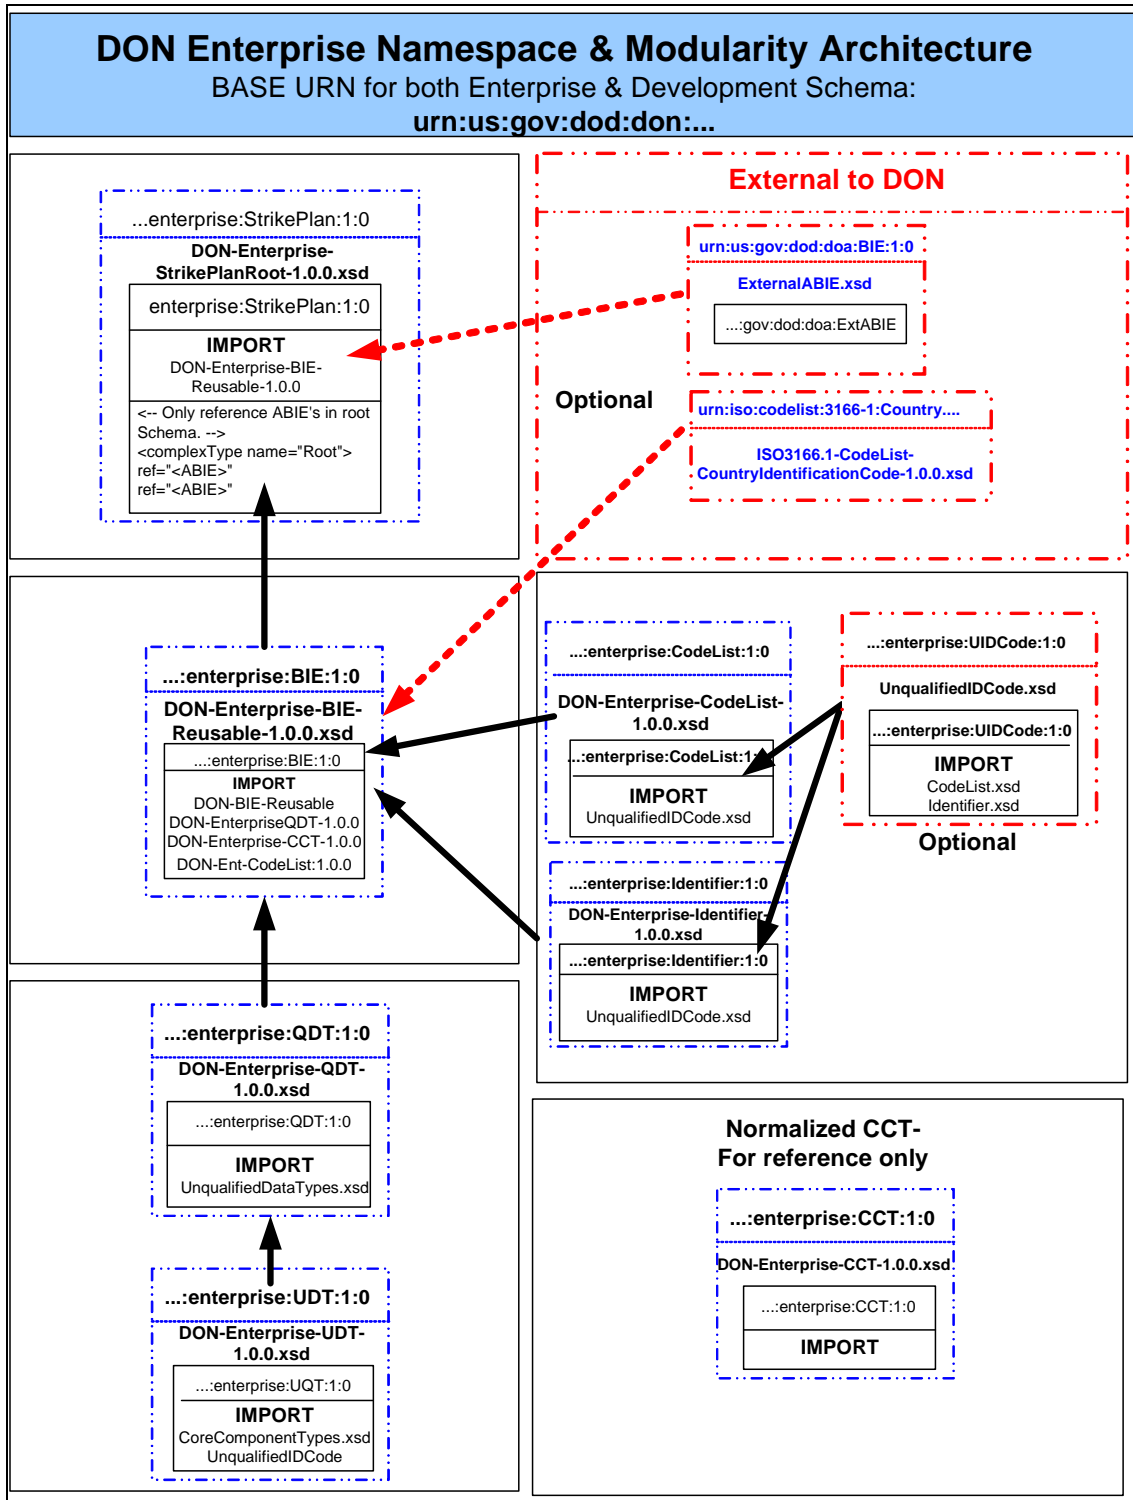 DON Enterprise Namespace & Modularity Architecture
BASE URN for both Enterprise & Development Schema:
urn:us:gov:dod:don:...
...enterprise:StrikePlan:1:0
DON-Enterprise-
StrikePlanRoot-1.0.0.xsd
enterprise:StrikePlan:1:0
IMPORT
DON-Enterprise-BIE-
Reusable-1.0.0
<-- Only reference ABIE's in root
Schema. -->
<complexType name="Root">
ref="<ABIE>"
ref="<ABIE>"
External to DON
urn:us:gov:dod:doa:BIE:1:0
ExternalABIE.xsd
...:gov:dod:doa:ExtABIE
Optional
urn:iso:codelist:3166-1:Country....
ISO3166.1-CodeList-
CountryIdentificationCode-1.0.0.xsd
...:enterprise:BIE:1:0
DON-Enterprise-BIE-
Reusable-1.0.0.xsd
...:enterprise:BIE:1:0
IMPORT
DON-BIE-Reusable
DON-EnterpriseQDT-1.0.0
DON-Enterprise-CCT-1.0.0
DON-Ent-CodeList:1.0.0
...:enterprise:CodeList:1:0
DON-Enterprise-CodeList-
1.0.0.xsd
...:enterprise:CodeList:1:0
IMPORT
UnqualifiedIDCode.xsd
...:enterprise:UIDCode:1:0
UnqualifiedIDCode.xsd
...:enterprise:UIDCode:1:0
IMPORT
CodeList.xsd
Identifier.xsd
Optional
...:enterprise:Identifier:1:0
DON-Enterprise-Identifier-
1.0.0.xsd
...:enterprise:Identifier:1:0
IMPORT
UnqualifiedIDCode.xsd
...:enterprise:QDT:1:0
DON-Enterprise-QDT-
1.0.0.xsd
...:enterprise:QDT:1:0
IMPORT
UnqualifiedDataTypes.xsd
...:enterprise:UDT:1:0
DON-Enterprise-UDT-
1.0.0.xsd
...:enterprise:UQT:1:0
IMPORT
CoreComponentTypes.xsd
UnqualifiedIDCode
Normalized CCT-
For reference only
...:enterprise:CCT:1:0
DON-Enterprise-CCT-1.0.0.xsd
...:enterprise:CCT:1:0
IMPORT